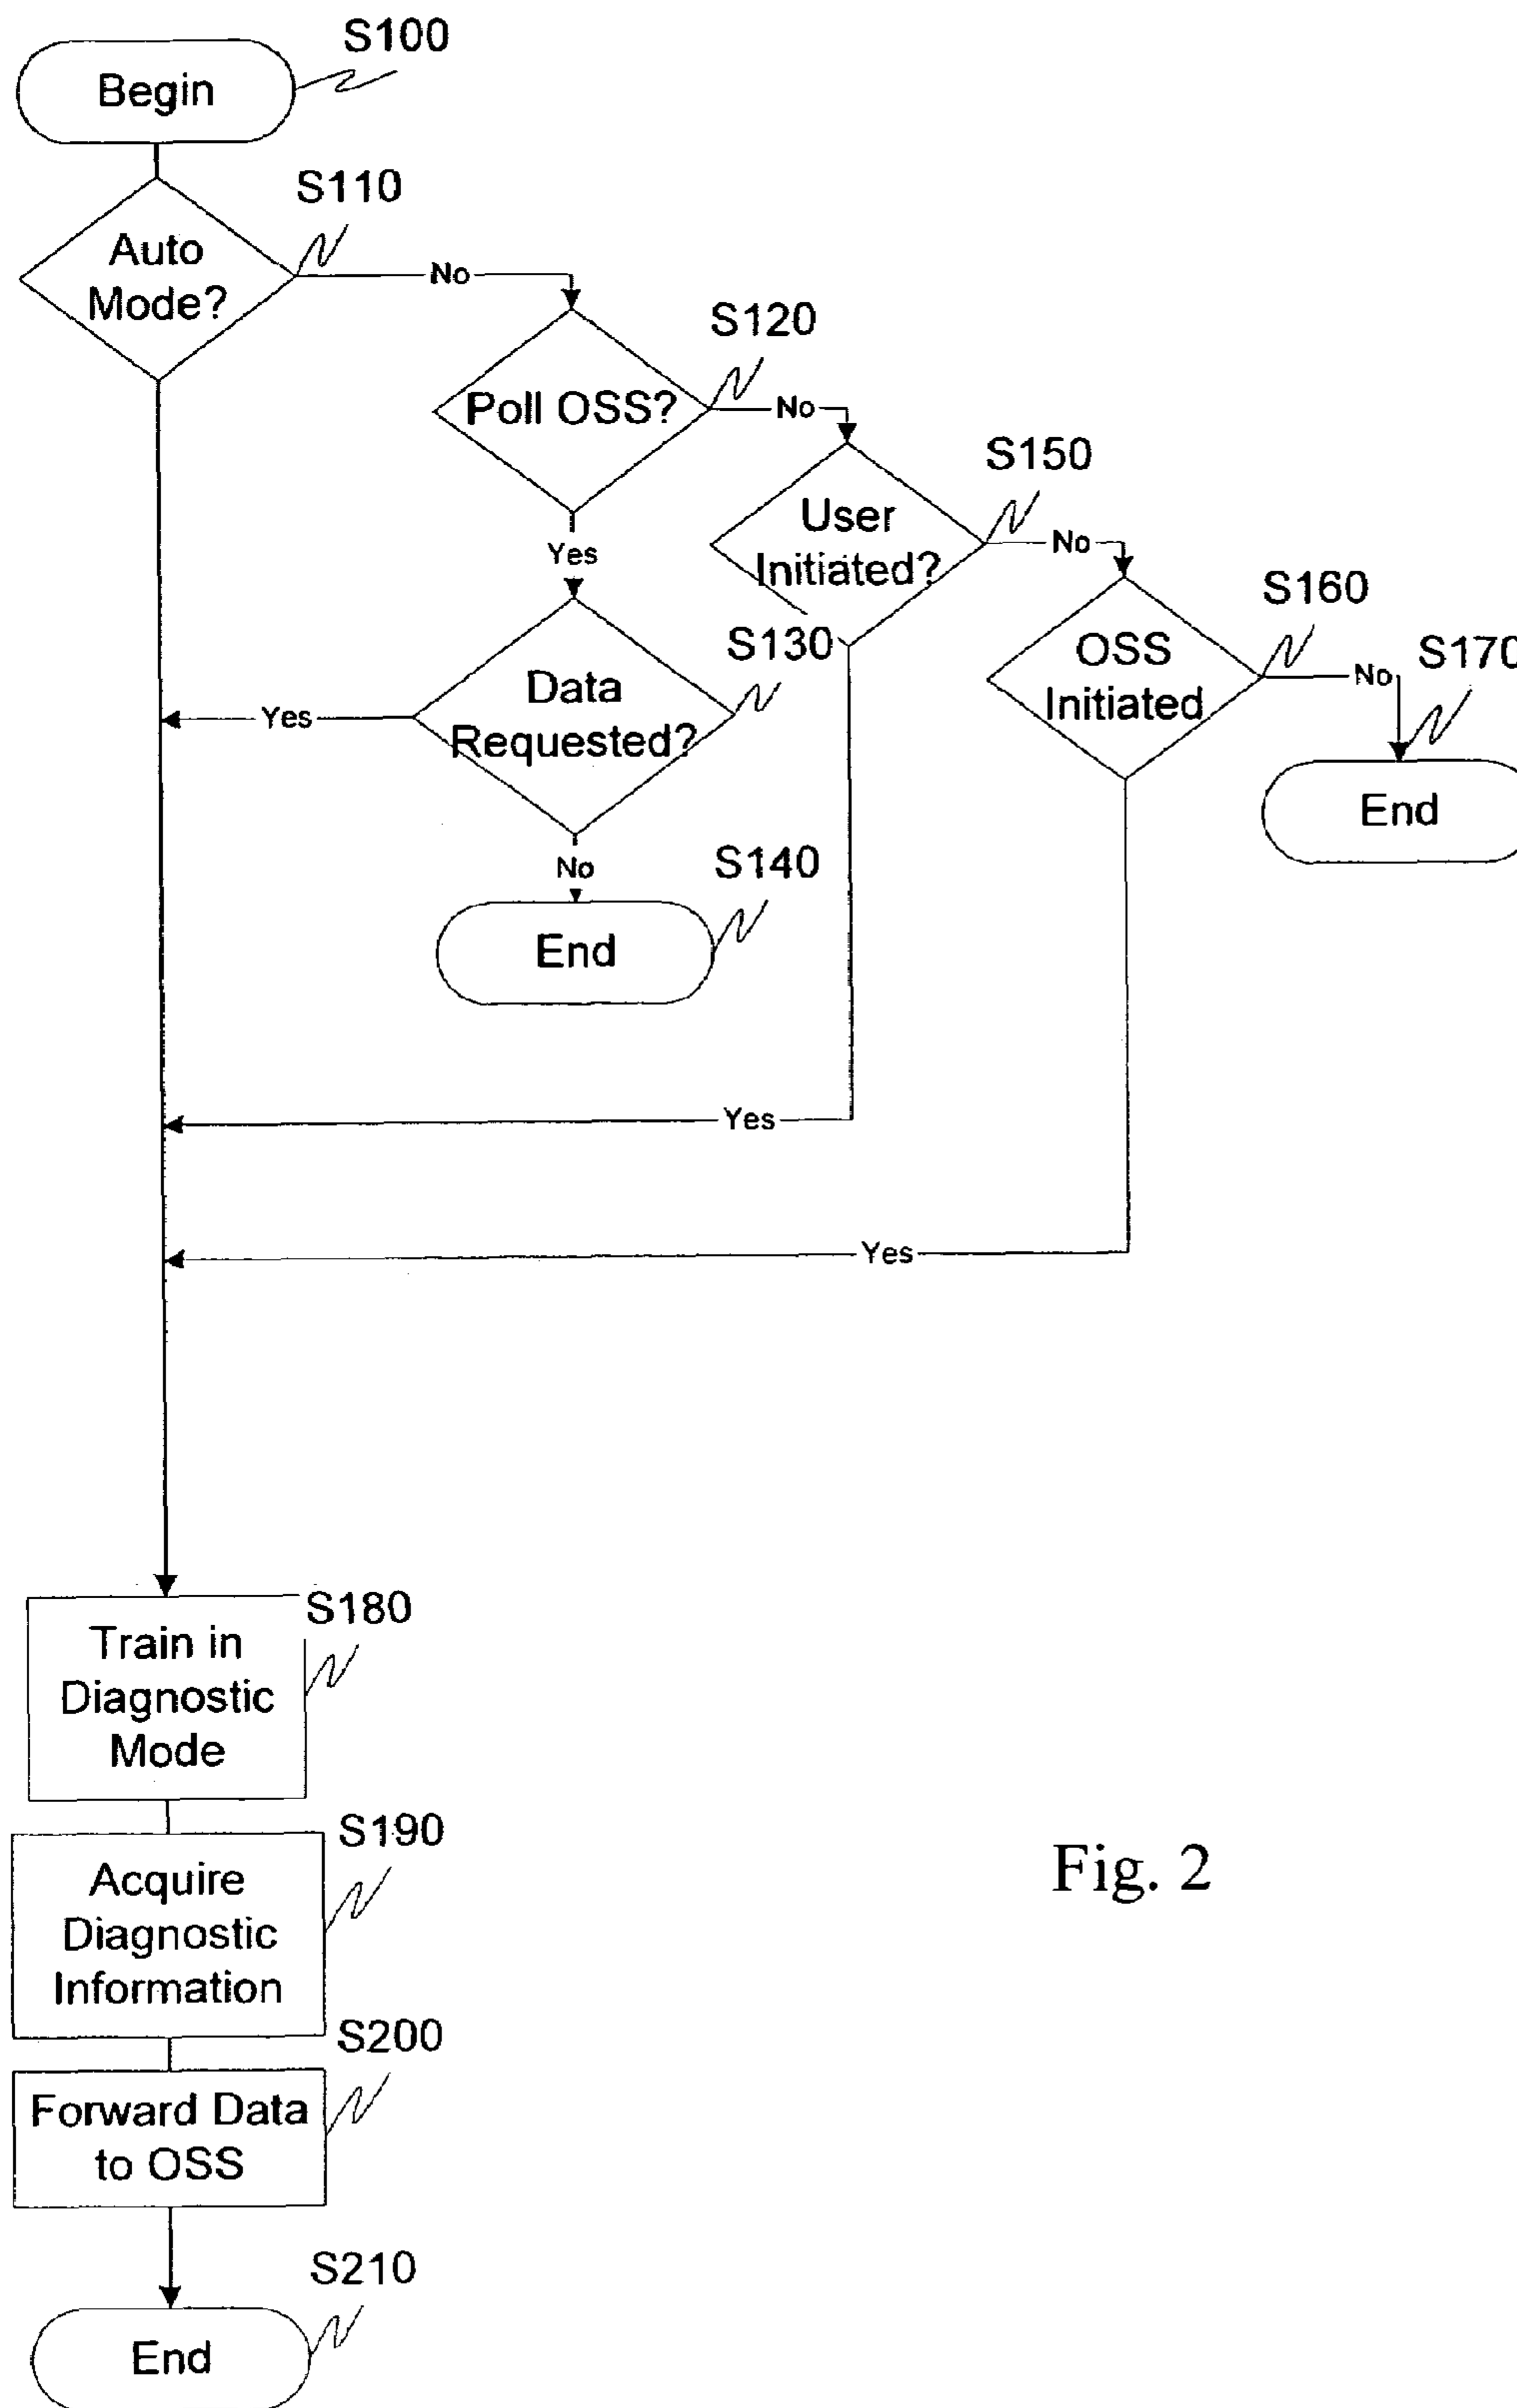 S100
Begin
S110
Auto
Mode?
No
S120
Poll OSS?
No
S150
User
Initiated?
No
Yes
S160
OSS
Initiated
No
S170
End
S130
Data
Requested?
Yes
No
S140
End
Yes
Yes
S180
Train in
Diagnostic
Mode
S190
Acquire
Diagnostic
Information
S200
Forward Data
to OSS
S210
End
Fig. 2